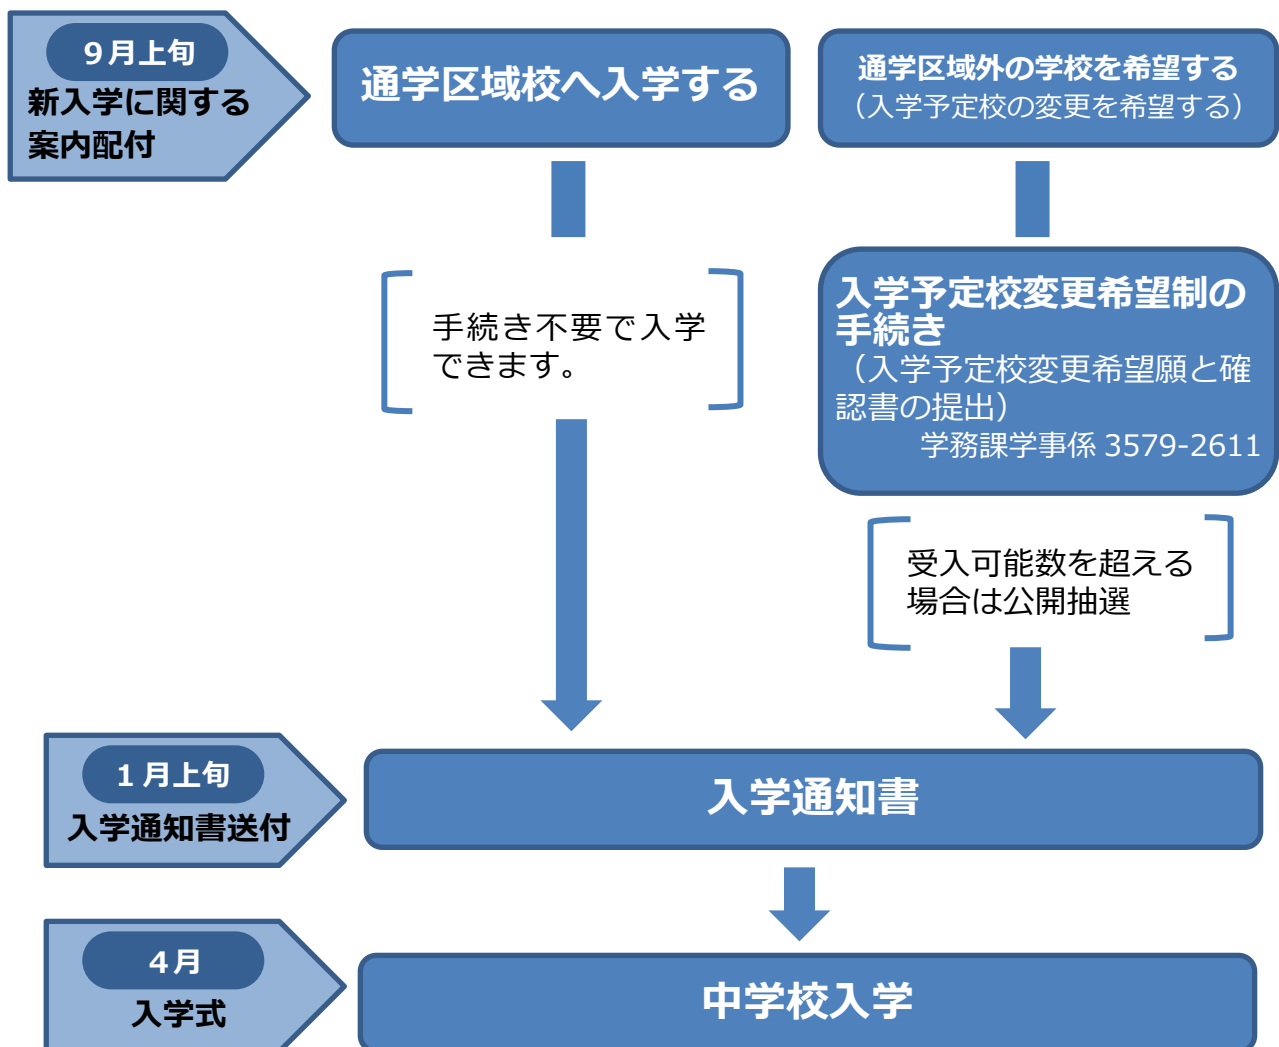 ９月上旬
新入学に関する
案内配付
通学区域校へ入学する
通学区域外の学校を希望する
（入学予定校の変更を希望する）
手続き不要で入学
できます。
入学予定校変更希望制の
手続き
（入学予定校変更希望願と確
認書の提出）
学務課学事係 3579-2611
受入可能数を超える
場合は公開抽選
１月上旬
入学通知書送付
入学通知書
４月
入学式
中学校入学